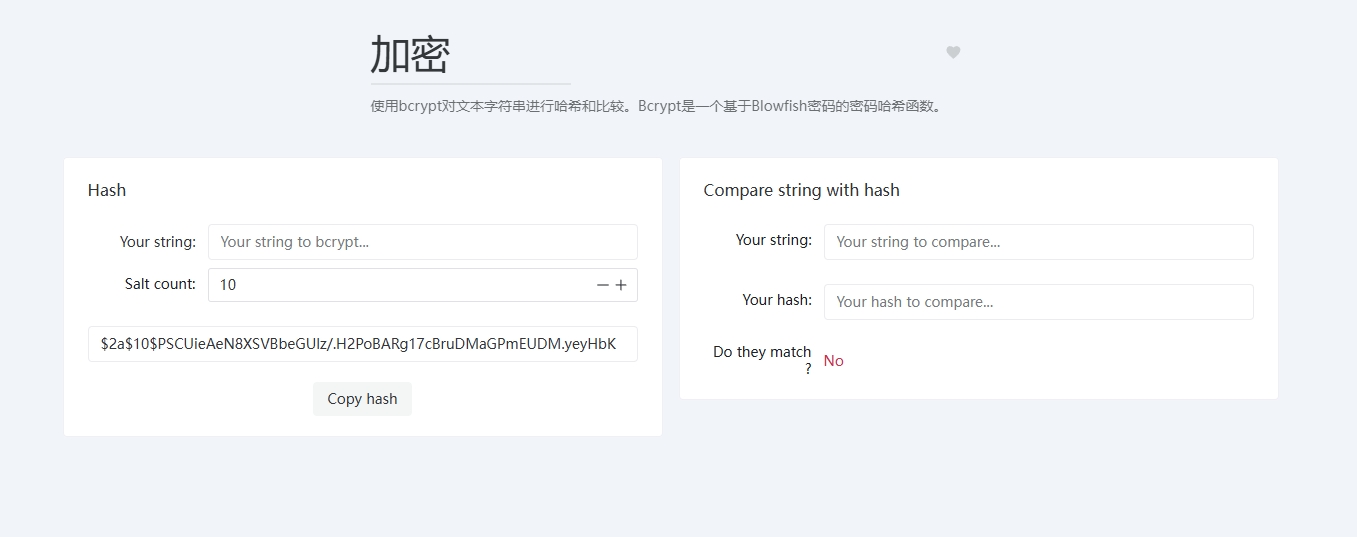 加密
使用bcrypt对文本字符串进行哈希和比较。Bcrypt是一个基于Blowfish密码的密码哈希函数。
Hash
Your string: Your string to bcrypt...
Salt count: 10
$2a$10$PSCUieAeN8XSVBbeGUlz/.H2PoBARg17cBruDMaGPmEUDM.yeyHbK
Copy hash
Compare string with hash
Your string: Your string to compare...
Your hash: Your hash to compare...
Do they match
? No